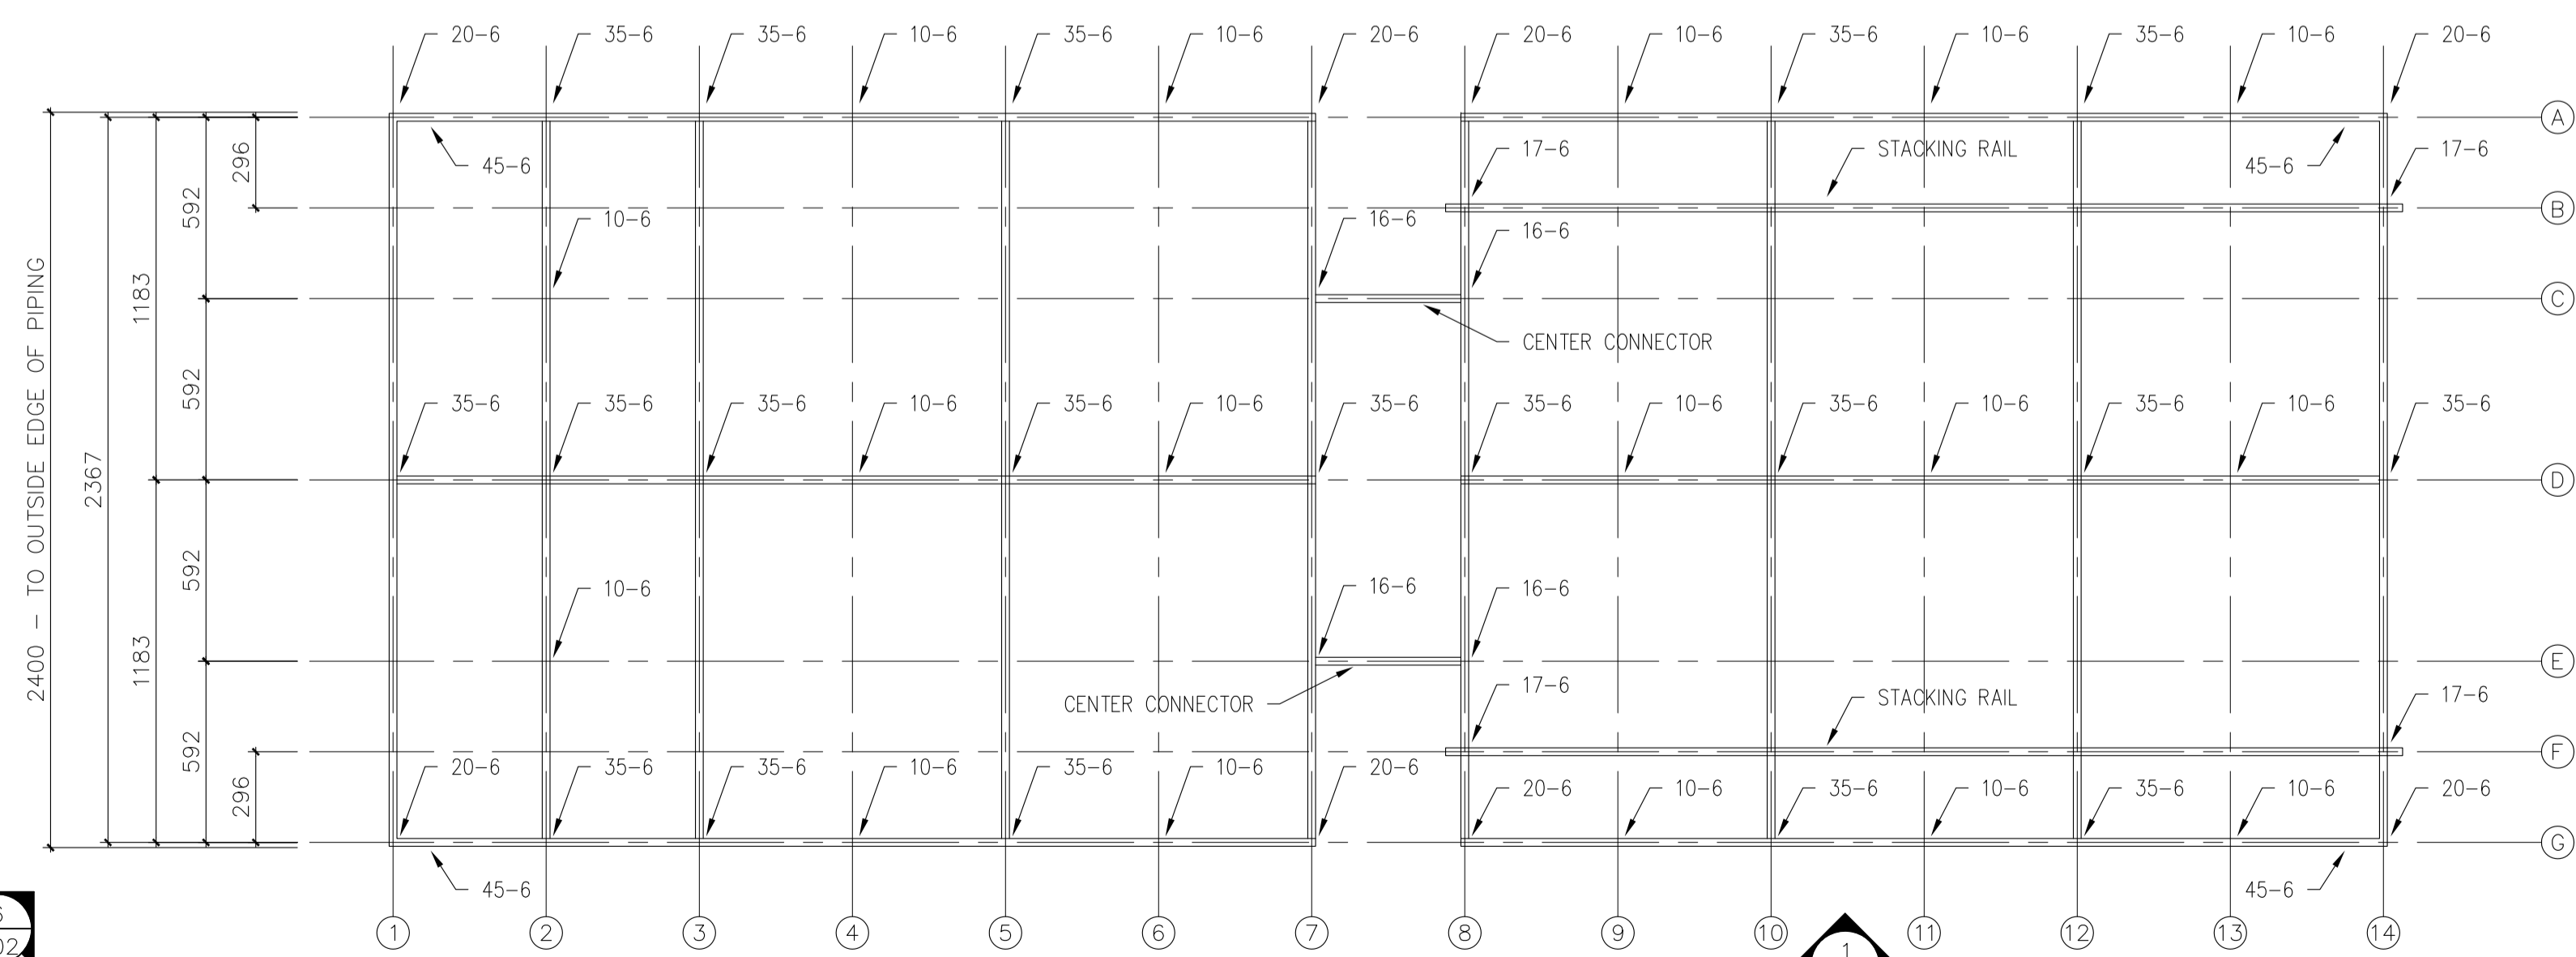 20-6 35-6 35-6 10-6 35-6 10-6 20-6 20-6 10-6 35-6 10-6 35-6 10-6 20-6
A
17-6 STACKING RAIL 17-6
45-6 45-6
296
592
B
10-6 16-6
16-6
2400 - TO OUTSIDE EDGE OF PIPING
1183
C
CENTER CONNECTOR
592
35-6 35-6 35-6 10-6 35-6 10-6 35-6 35-6 10-6 35-6 10-6 35-6 10-6 35-6
2367
D
592
10-6 16-6 16-6
1183
E
17-6
CENTER CONNECTOR STACKING RAIL 17-6
592
F
20-6 35-6 35-6 10-6 35-6 10-6 20-6
296
20-6 10-6 35-6 10-6 35-6 10-6 20-6
G
45-6 45-6
1 2 3 4 5 6 7 8 9 10 11 12 13 14
02
1